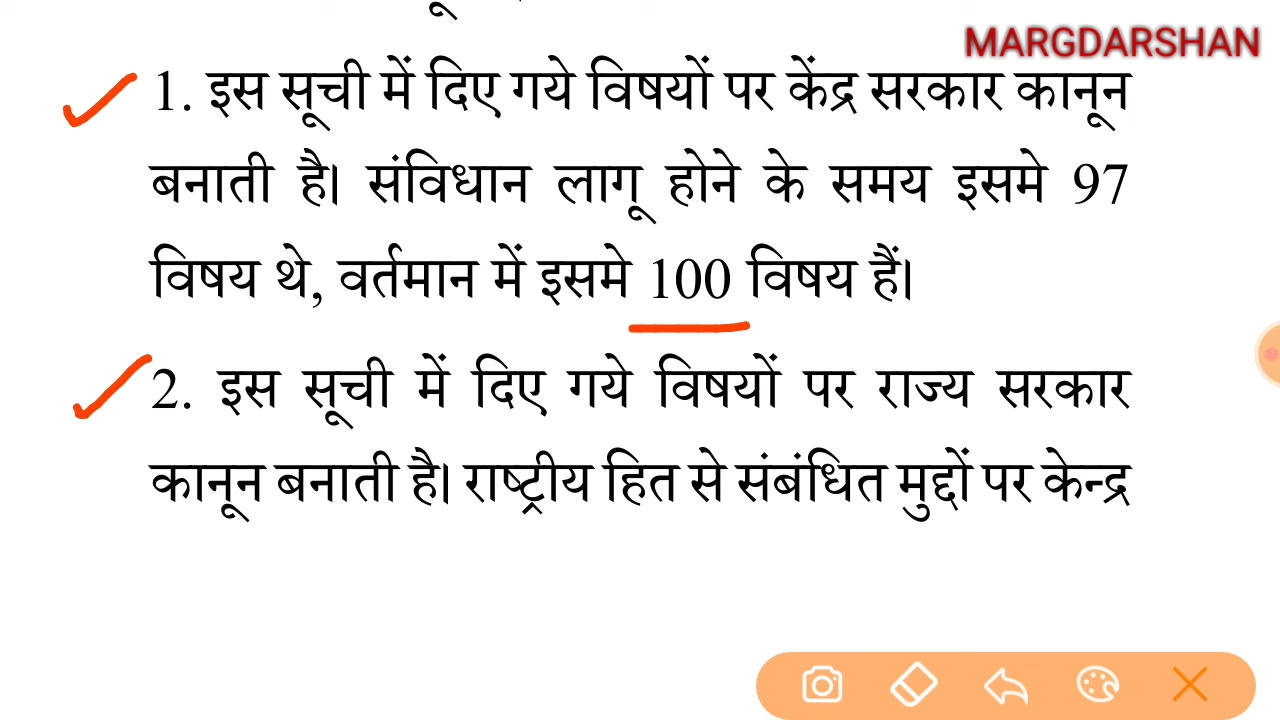 MARGDARSHAN
1. इस सूची में दिए गये विषयों पर केंद्र सरकार कानून
बनाती है। संविधान लागू होने के समय इसमे 97
विषय थे, वर्तमान में इसमे 100 विषय हैं।
2. इस सूची में दिए गये विषयों पर राज्य सरकार
कानून बनाती है। राष्ट्रीय हित से संबंधित मुद्दों पर केन्द्र